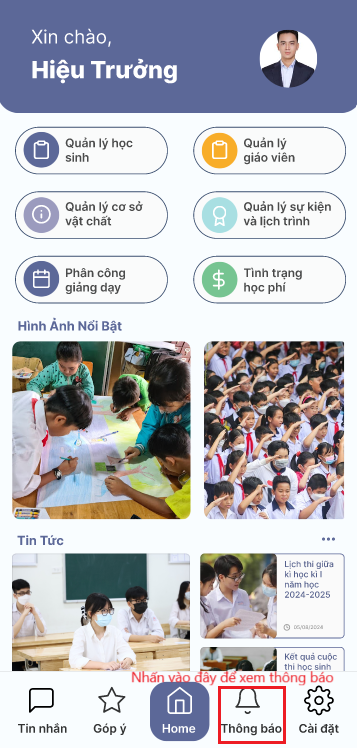 Xin chào,
Hiệu Trưởng
Quản lý học
sinh
Quản lý
giáo viên
Quản lý cơ sở
vật chất
Quản lý sự kiện
và lịch trình
Phân công
giảng dạy
Tình trạng
học phí
Hình Ảnh Nổi Bật
Tin Tức
Lịch thi giữa
kì học kì I
năm học
2024-2025
05/08/2024
Kết quả cuộc
thi học sinh
Nhấn vào đây để xem thông báo
Tin nhắn
Góp ý
Home
Thông báo
Cài đặt